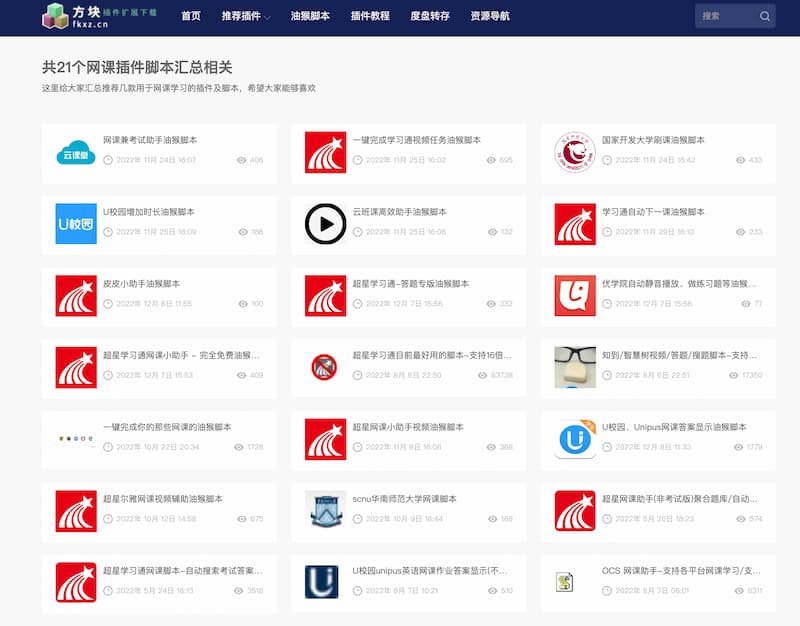 方块 插件扩展下载
fkxz.cn
首页 推荐插件 油猴脚本 插件教程 度盘转存 资源导航 搜索
共21个网课插件脚本汇总相关
这里给大家汇总推荐几款用于网课学习的插件及脚本，希望大家能够喜欢
云课堂
网课兼考试助手油猴脚本
2022年 11月 24日 16:07 406
一键完成学习通视频任务油猴脚本
2022年 11月 25日 16:02 695
国家开发大学刷课油猴脚本
2022年 11月 24日 16:42 433
U校园
U校园增加时长油猴脚本
2022年 11月 25日 16:09 188
云班课高效助手油猴脚本
2022年 11月 25日 16:08 132
学习通自动下一课油猴脚本
2022年 11月 29日 16:10 233
皮皮小助手油猴脚本
2022年 12月 6日 11:55 100
超星学习通-答题专版油猴脚本
2022年 12月 7日 15:56 332
优学院自动静音播放、做练习题等油猴...
2022年 12月 7日 15:56 77
超星学习通网课小助手 - 完全免费油猴...
2022年 12月 7日 15:53 409
超星学习通目前最好用的脚本-支持16倍...
2022年 8月 6日 22:50 63738
知到/智慧树视频/答题/搜题脚本-支持...
2022年 8月 6日 22:51 17350
一键完成你的那些网课的油猴脚本
2022年 10月 22日 20:34 1728
超星网课小助手视频油猴脚本
2022年 11月 8日 16:08 388
U校园、Unipus网课答案显示油猴脚本
2022年 12月 8日 11:33 1779
超星尔雅网课视频辅助油猴脚本
2022年 10月 12日 14:58 675
scnu华南师范大学网课脚本
2022年 10月 9日 16:44 168
超星网课助手(非考试版)聚合题库/自动...
2022年 5月 26日 18:23 574
超星学习通网课脚本-自动搜索考试答案...
2022年 5月 24日 16:13 3518
U校园unipus英语网课作业答案显示(不...
2022年 6月 7日 10:21 510
OCS 网课助手-支持各平台网课学习/支...
2022年 6月 7日 06:01 6311